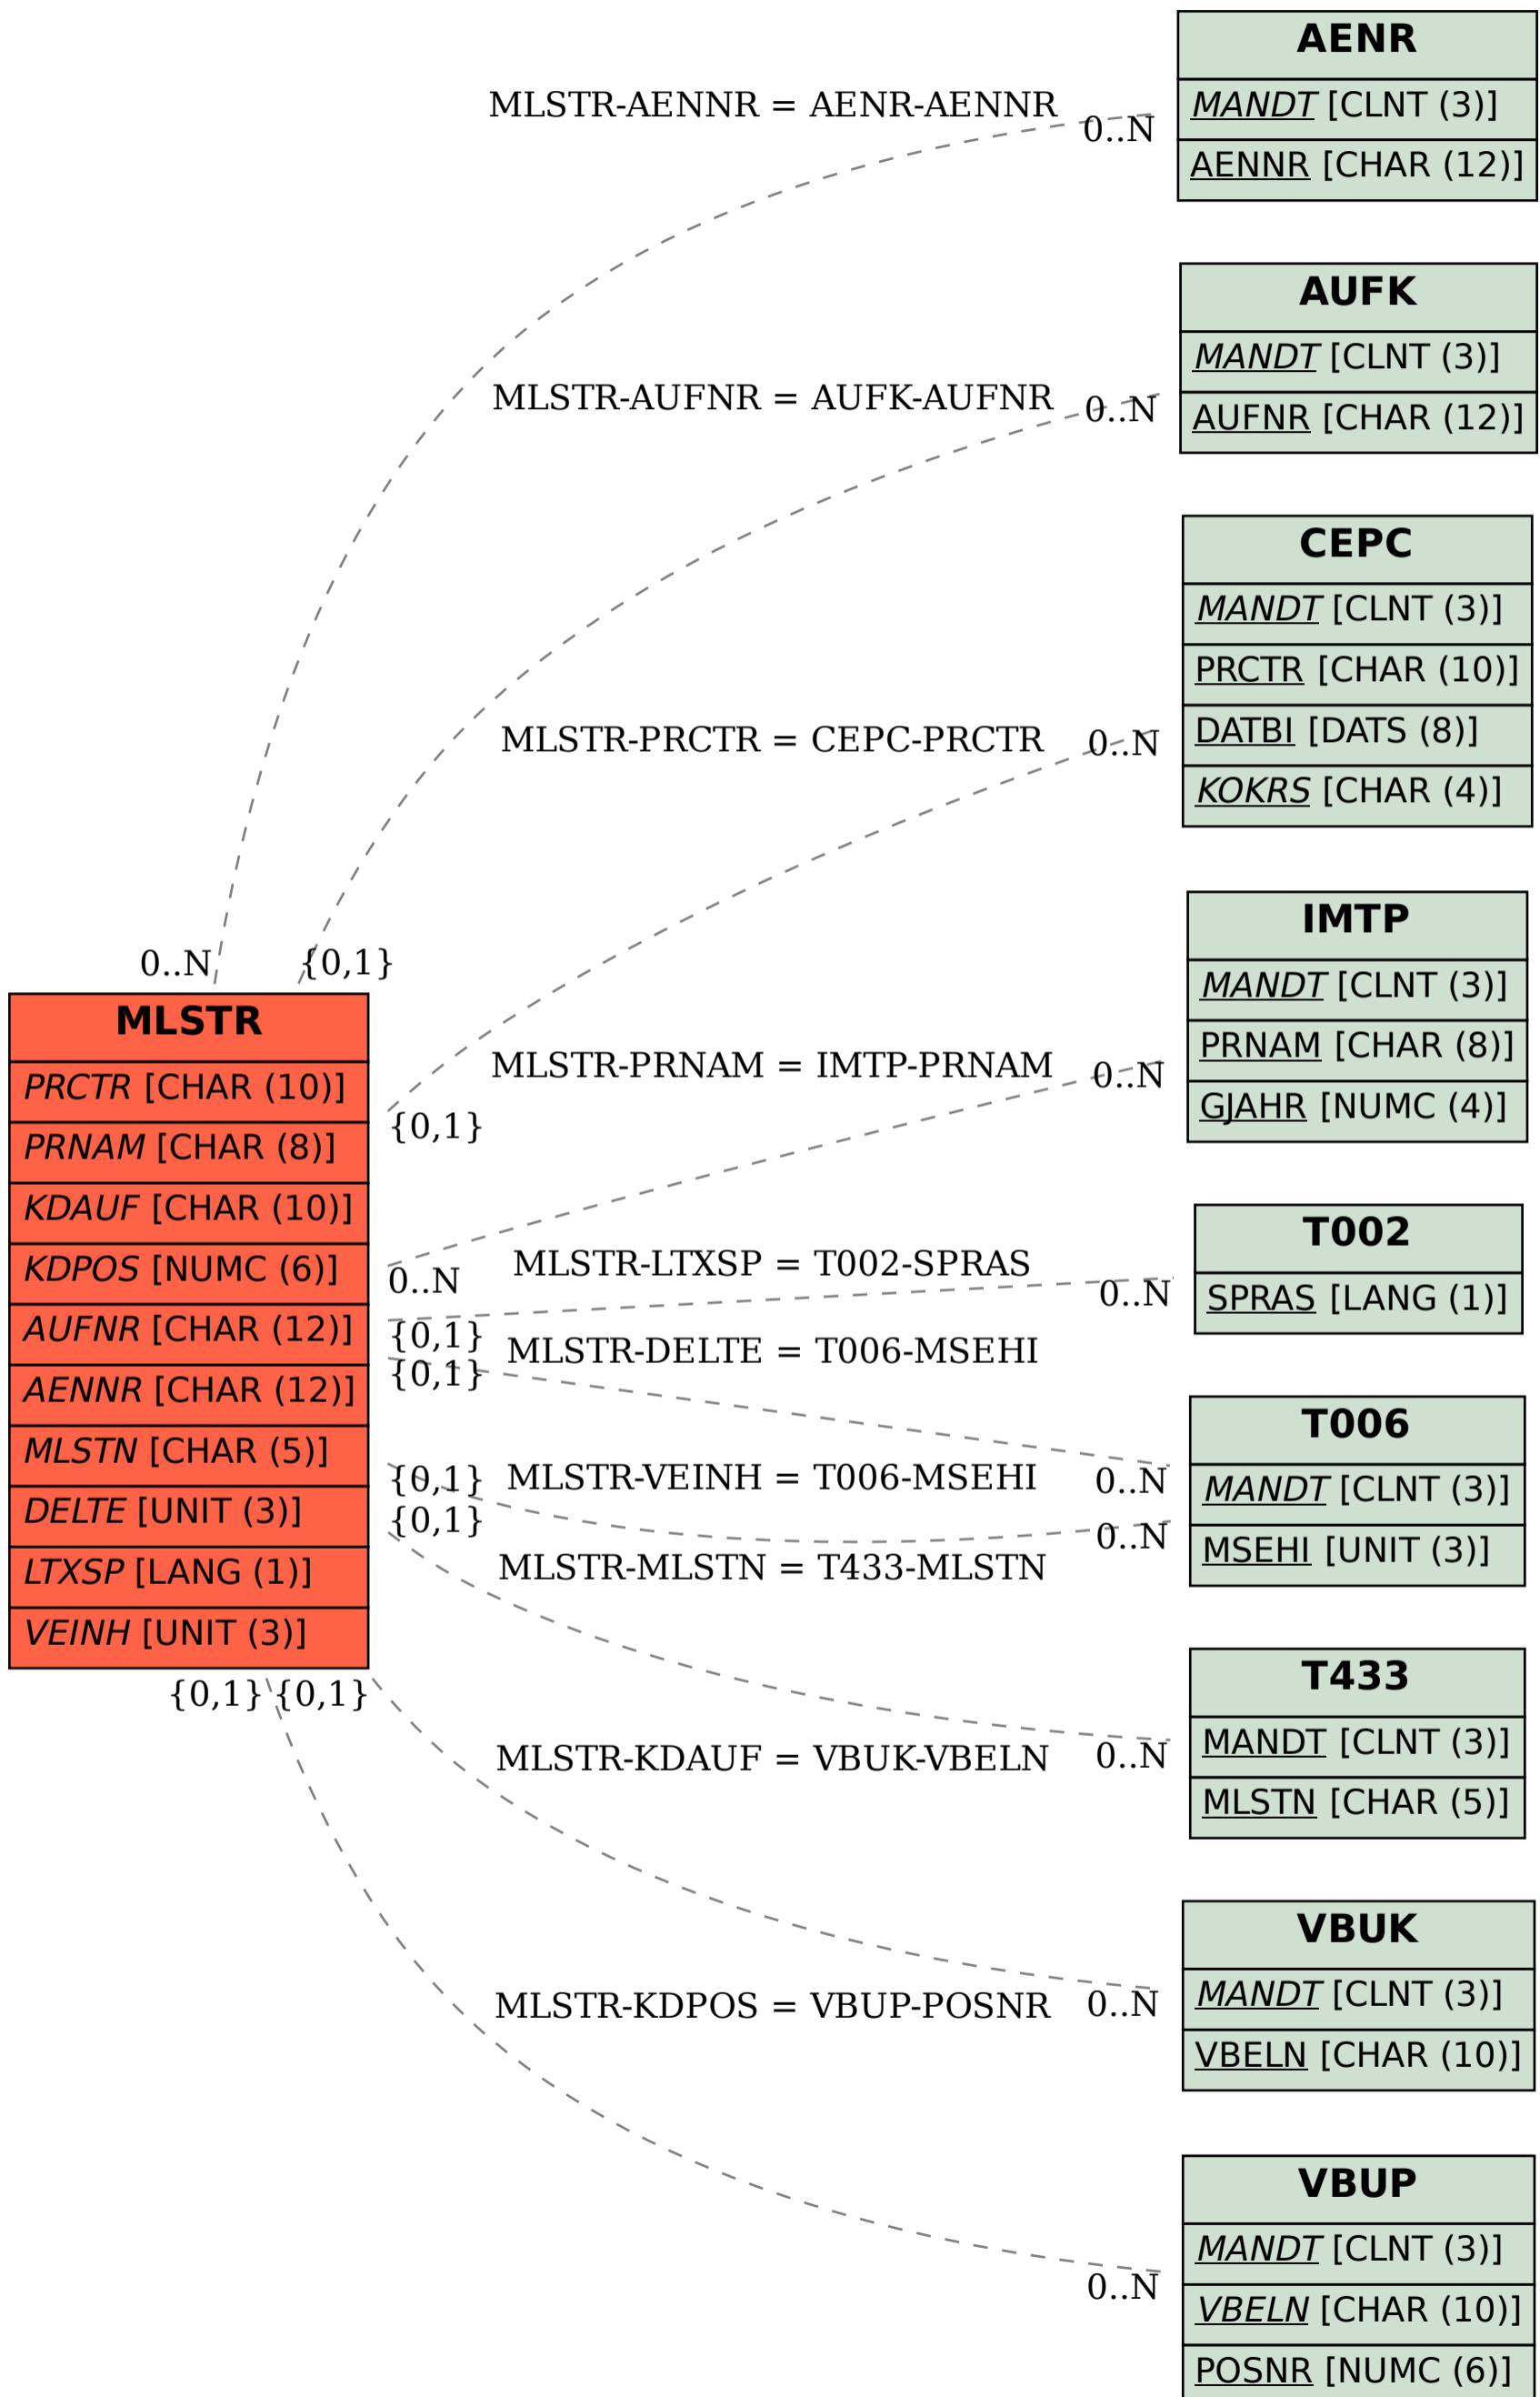 AENR
MANDT [CLNT (3)]
AENNR [CHAR (12)]
MLSTR-AENNR = AENR-AENNR
0..N
AUFK
MANDT [CLNT (3)]
AUFNR [CHAR (12)]
MLSTR-AUFNR = AUFK-AUFNR
0..N
CEPC
MANDT [CLNT (3)]
PRCTR [CHAR (10)]
DATBI [DATS (8)]
KOKRS [CHAR (4)]
MLSTR-PRCTR = CEPC-PRCTR
0..N
IMTP
MANDT [CLNT (3)]
PRNAM [CHAR (8)]
GJAHR [NUMC (4)]
0..N
{0,1}
MLSTR
PRCTR [CHAR (10)]
PRNAM [CHAR (8)]
KDAUF [CHAR (10)]
KDPOS [NUMC (6)]
AUFNR [CHAR (12)]
AENNR [CHAR (12)]
MLSTN [CHAR (5)]
DELTE [UNIT (3)]
LTXSP [LANG (1)]
VEINH [UNIT (3)]
{0,1}
MLSTR-PRNAM = IMTP-PRNAM
0..N
0..N
MLSTR-LTXSP = T002-SPRAS
0..N
{0,1}
T002
SPRAS [LANG (1)]
MLSTR-DELTE = T006-MSEHI
{0,1}
0..N
T006
MANDT [CLNT (3)]
MSEHI [UNIT (3)]
{0,1}
MLSTR-VEINH = T006-MSEHI
0..N
{0,1}
MLSTR-MLSTN = T433-MLSTN
0..N
T433
MANDT [CLNT (3)]
MLSTN [CHAR (5)]
{0,1}
{0,1}
MLSTR-KDAUF = VBUK-VBELN
0..N
VBUK
MANDT [CLNT (3)]
VBELN [CHAR (10)]
MLSTR-KDPOS = VBUP-POSNR
0..N
VBUP
MANDT [CLNT (3)]
VBELN [CHAR (10)]
POSNR [NUMC (6)]